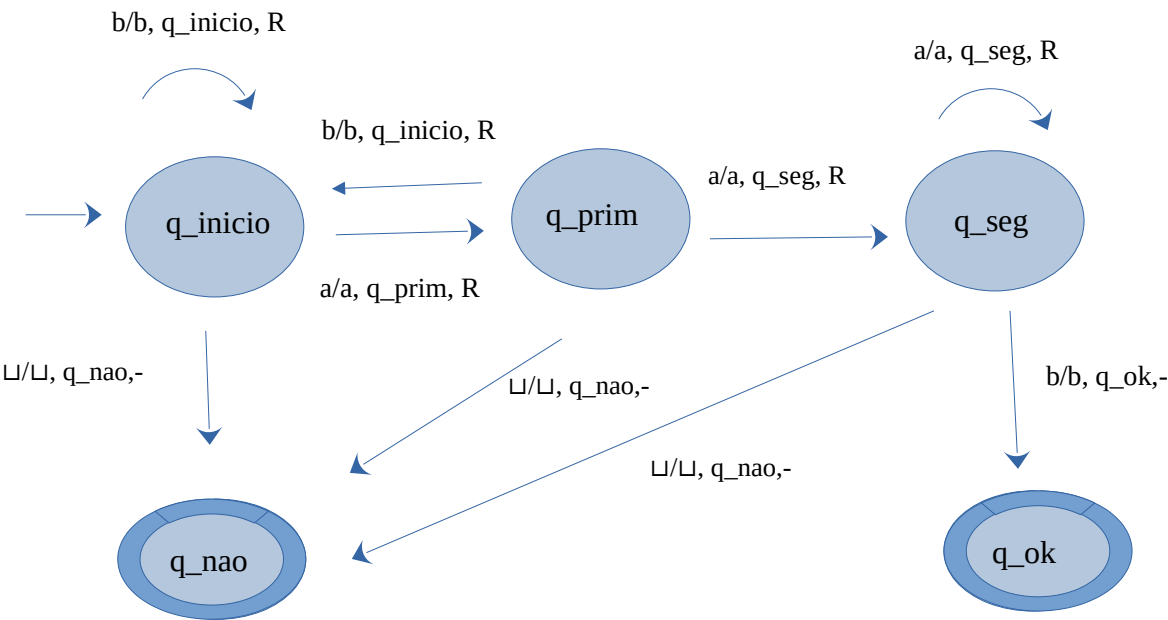 b/b, q_inicio, R
a/a, q_seg, R
b/b, q_inicio, R
a/a, q_seg, R
q_inicio
q_prim
q_seg
a/a, q_prim, R
⊔/⊔, q_nao,-
⊔/⊔, q_nao,-
b/b, q_ok,-
⊔/⊔, q_nao,-
q_nao
q_ok